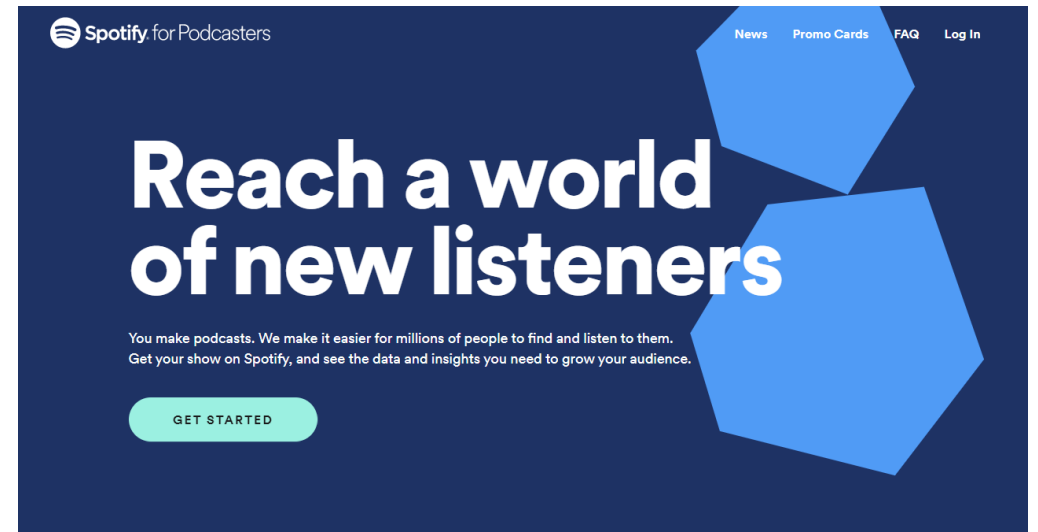 Spotify for Podcasters
News Promo Cards FAQ Log In
Reach a world
of new listeners
You make podcasts. We make it easier for millions of people to find and listen to them.
Get your show on Spotify, and see the data and insights you need to grow your audience.
GET STARTED